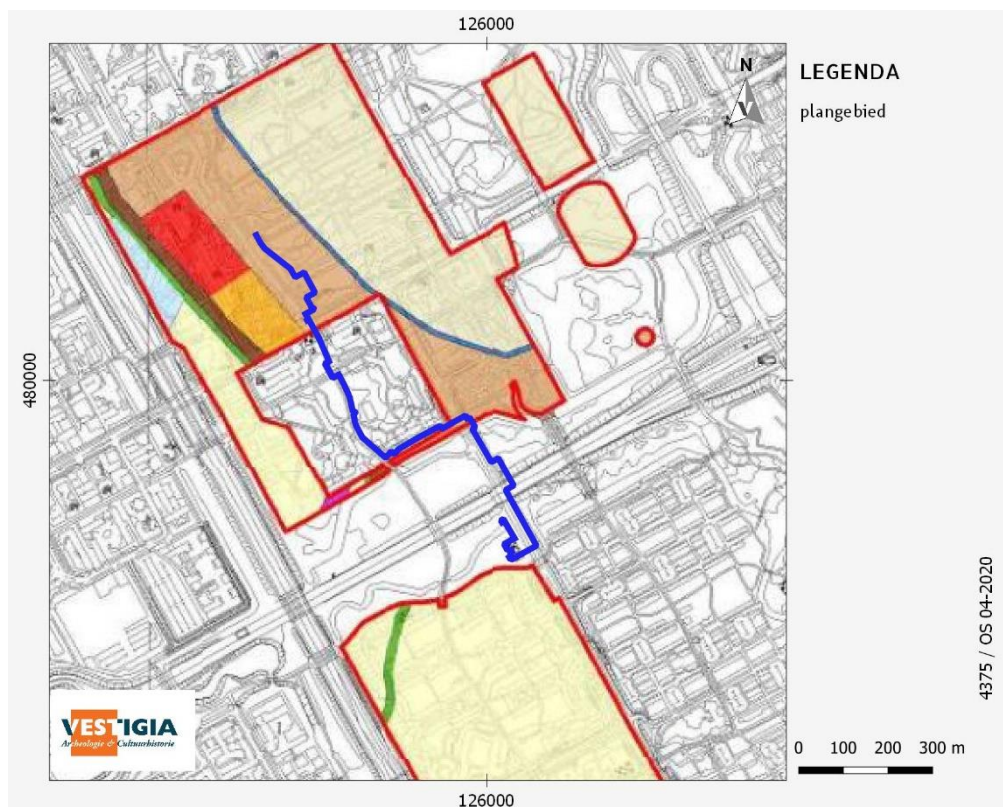 126000
N
LEGENDA
plangebied
480000
4375 / OS 04-2020
VESTIGIA
Archeologie & Cultuurhistorie
0 100 200 300 m
126000